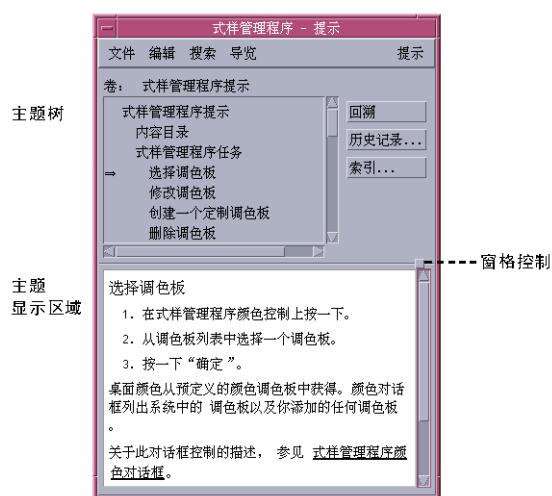 式样管理程序 - 提示
文件 编辑 搜索 导览 提示
卷： 式样管理程序提示
主题树
式样管理程序提示
内容目录
式样管理程序任务
⇒ 选择调色板
修改调色板
创建一个定制调色板
删除调色板
回溯
历史记录...
索引...
窗格控制
主题
显示区域
选择调色板
1. 在式样管理程序颜色控制上按一下。
2. 从调色板列表中选择一个调色板。
3. 按一下“确定”。
桌面颜色从预定义的颜色调色板中获得。颜色对话
框列出系统中的 调色板以及你添加的任何调色板
。
关于此对话框控制的描述， 参见 式样管理程序颜
色对话框。